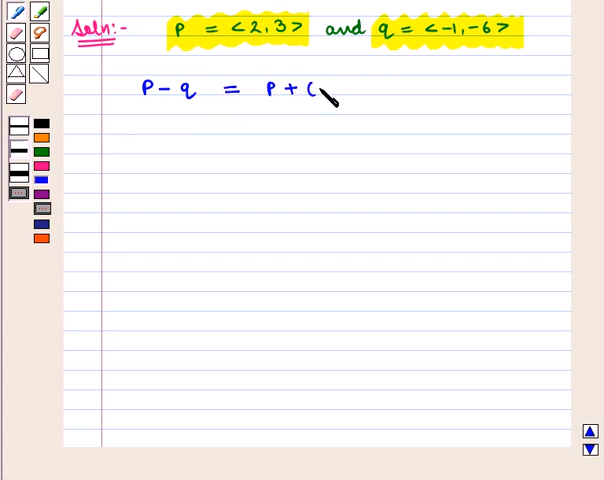 Soln:- p = <2, 3> and q = <-1, -6>
p - q = p + (